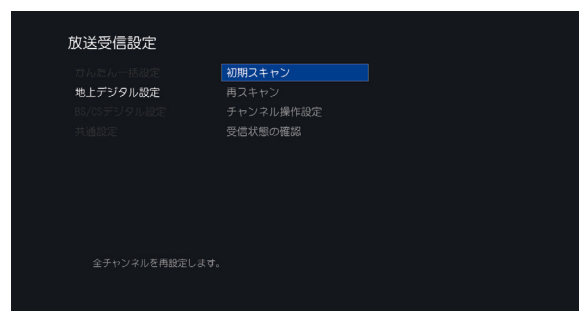 放送受信設定
かんたん一括設定
地上デジタル設定
BS/CSデジタル設定
共通設定
初期スキャン
再スキャン
チャンネル操作設定
受信状態の確認
全チャンネルを再設定します。